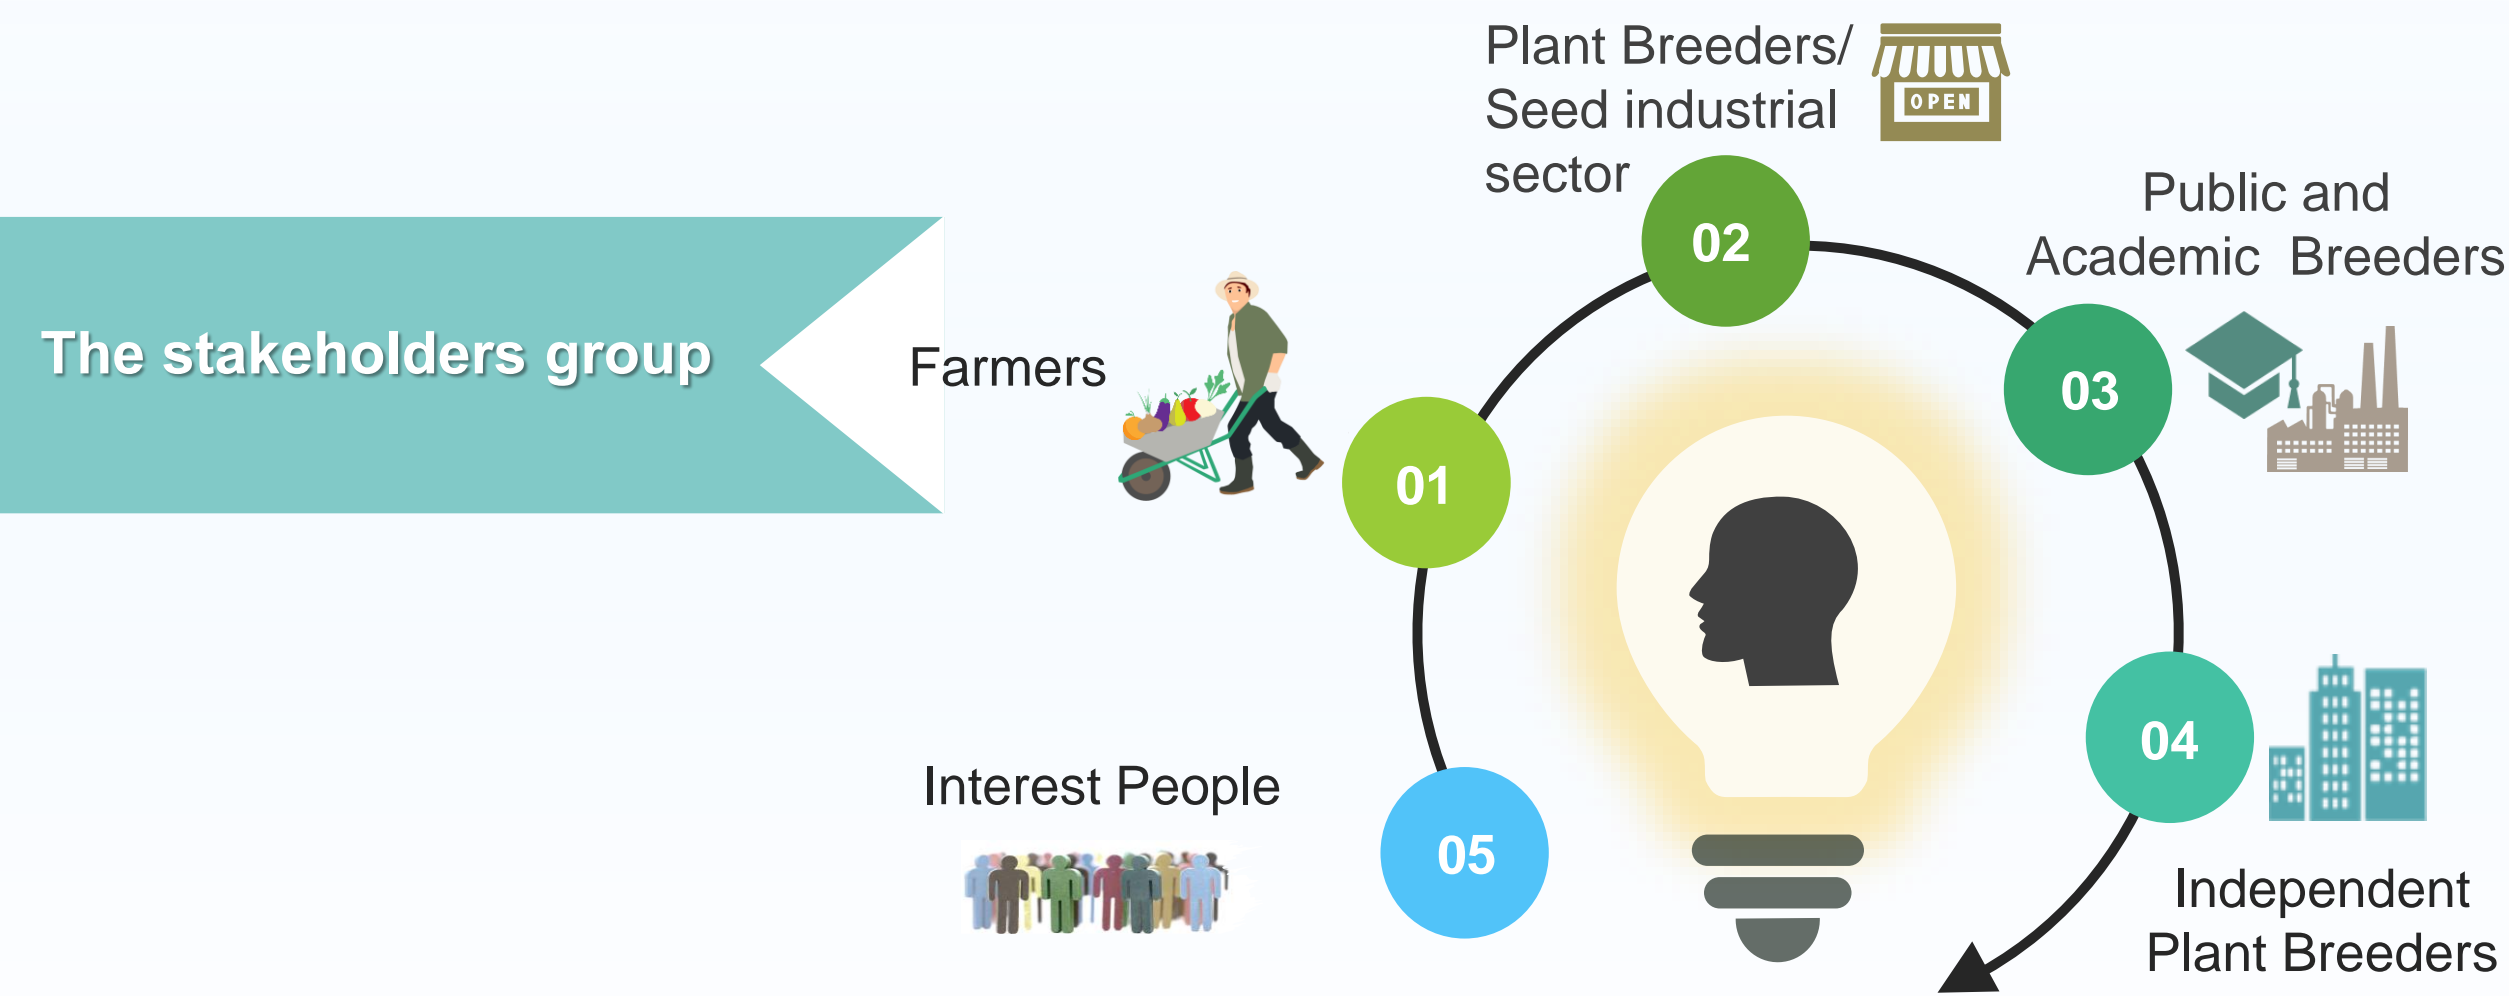 The stakeholders group
Farmers
01
Plant Breeders/
Seed industrial
sector
OPEN
02
Public and
Academic Breeders
03
04
Independent
Plant Breeders
Interest People
05